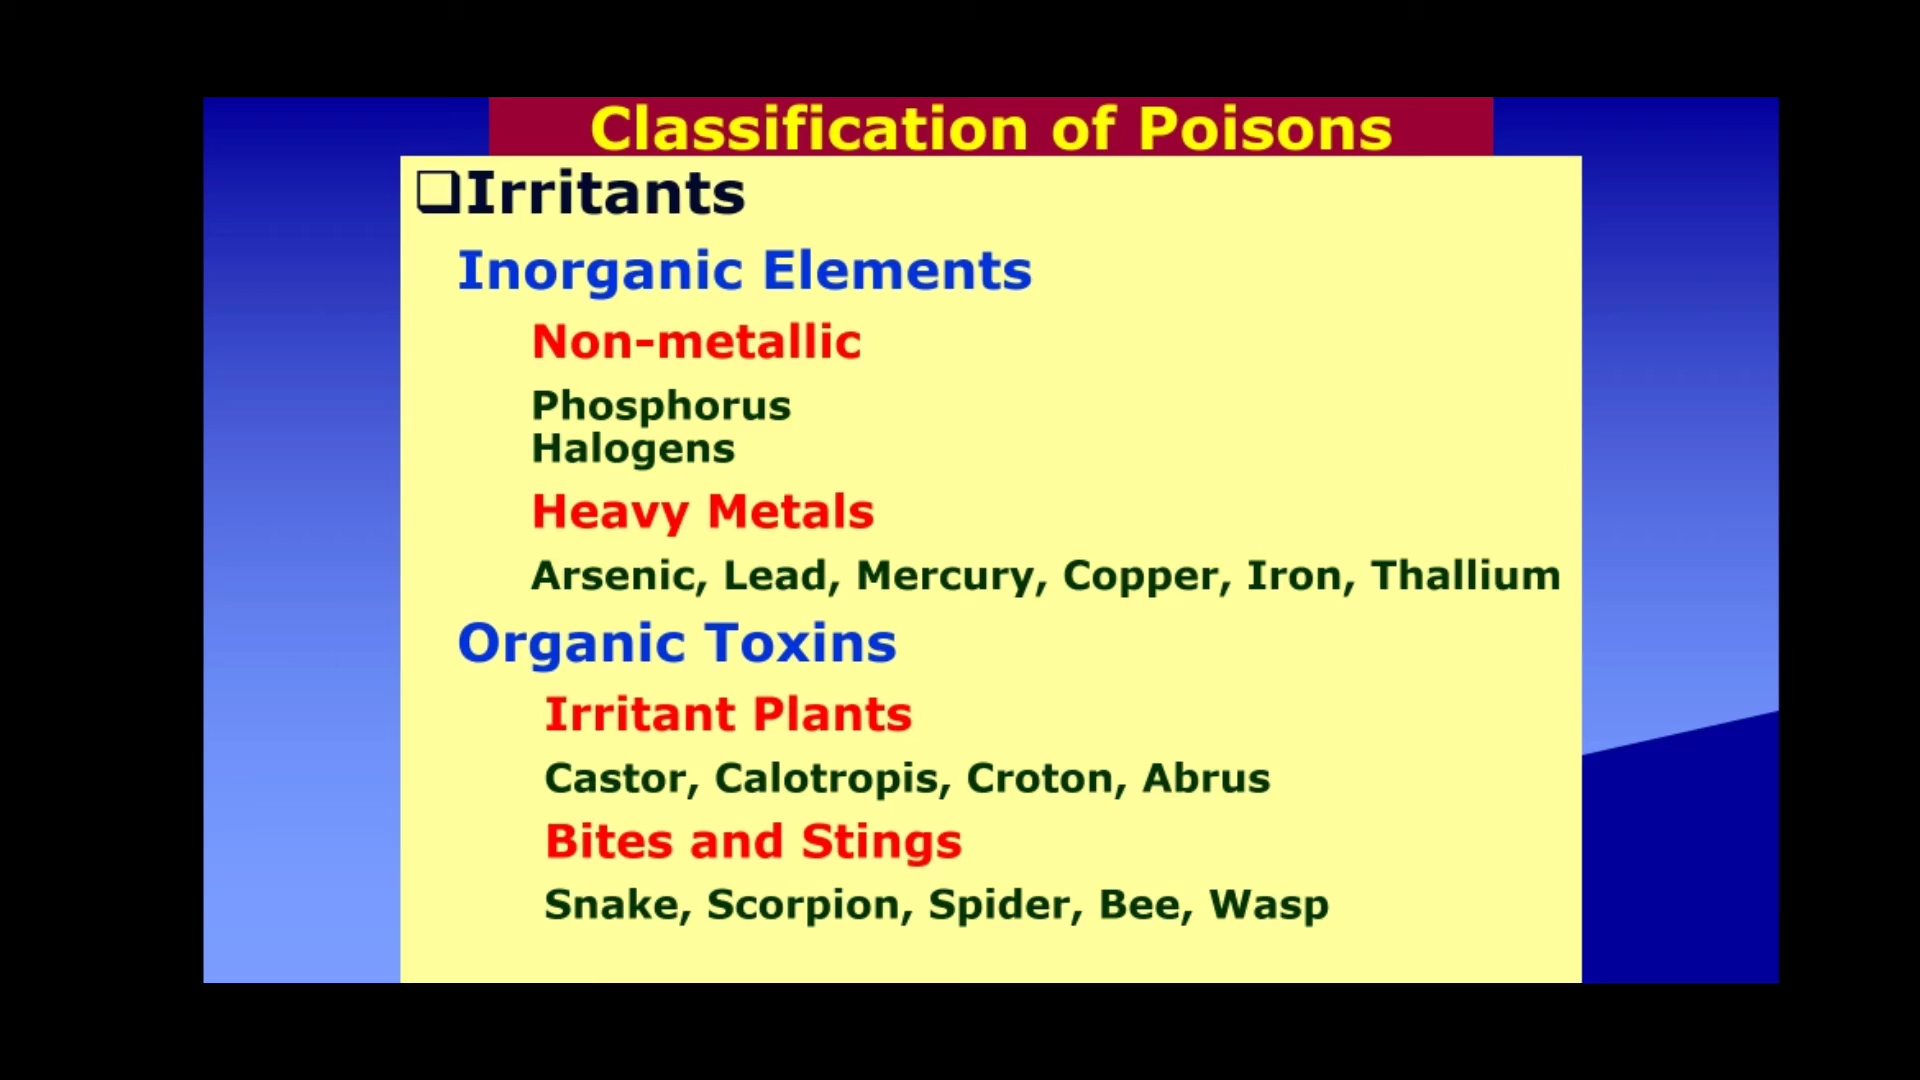 Classification of Poisons
❑Irritants
Inorganic Elements
Non-metallic
Phosphorus
Halogens
Heavy Metals
Arsenic, Lead, Mercury, Copper, Iron, Thallium
Organic Toxins
Irritant Plants
Castor, Calotropis, Croton, Abrus
Bites and Stings
Snake, Scorpion, Spider, Bee, Wasp